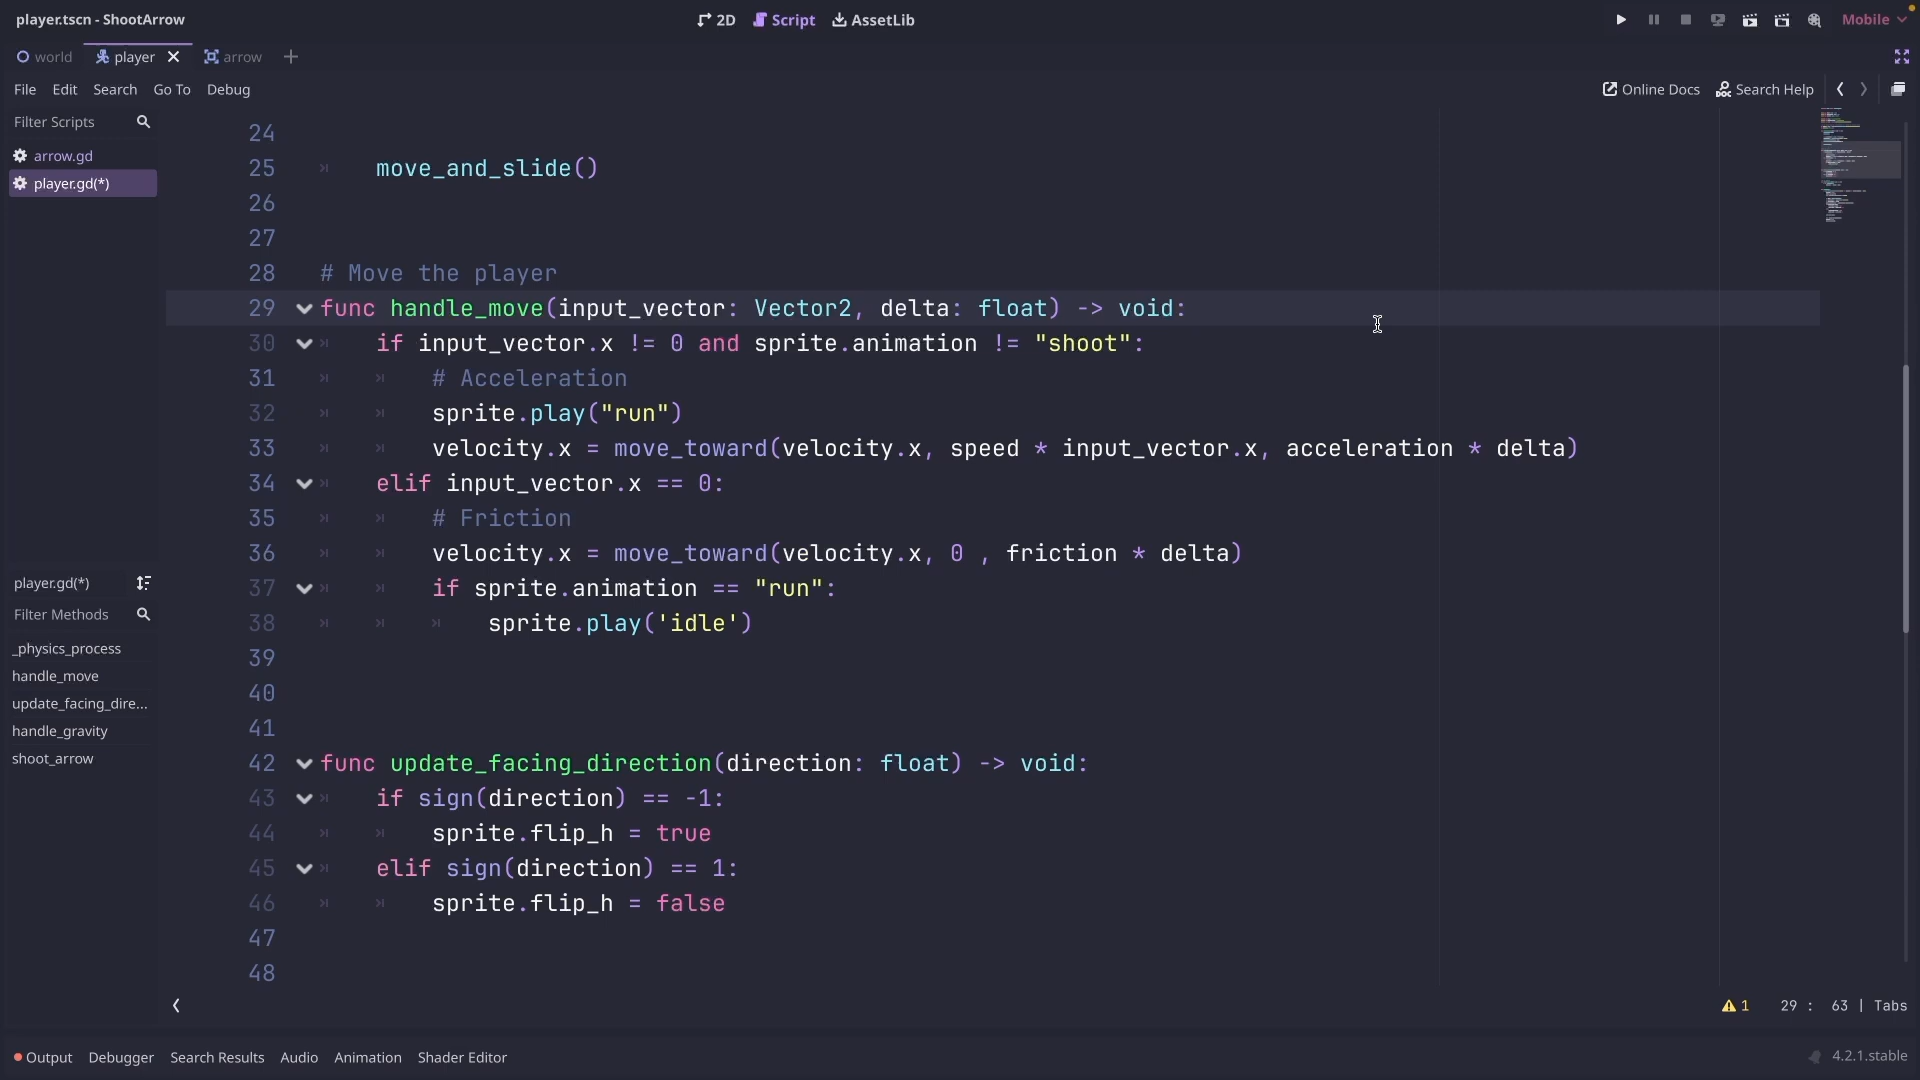 player.tscn - ShootArrow
2D Script AssetLib
Mobile
world player arrow
File Edit Search Go To Debug
Online Docs Search Help
Filter Scripts
arrow.gd
player.gd(*)
player.gd(*)
Filter Methods
_physics_process
handle_move
update_facing_dire...
handle_gravity
shoot_arrow
24
25 move_and_slide()
26
27
28 # Move the player
29 func handle_move(input_vector: Vector2, delta: float) -> void:
30 if input_vector.x != 0 and sprite.animation != "shoot":
31 # Acceleration
32 sprite.play("run")
33 velocity.x = move_toward(velocity.x, speed * input_vector.x, acceleration * delta)
34 elif input_vector.x == 0:
35 # Friction
36 velocity.x = move_toward(velocity.x, 0 , friction * delta)
37 if sprite.animation == "run":
38 sprite.play('idle')
39
40
41
42 func update_facing_direction(direction: float) -> void:
43 if sign(direction) == -1:
44 sprite.flip_h = true
45 elif sign(direction) == 1:
46 sprite.flip_h = false
47
48
1 29 : 63 | Tabs
Output Debugger Search Results Audio Animation Shader Editor
4.2.1.stable